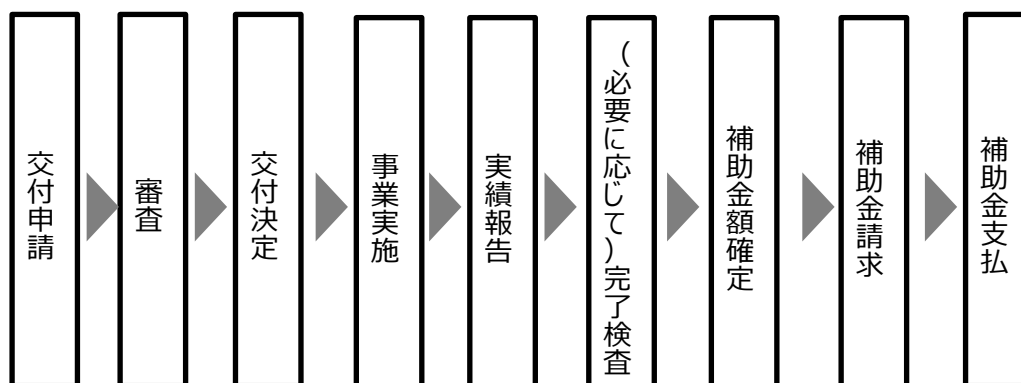 交付申請
審査
交付決定
事業実施
実績報告
（必要に応じて）完了検査
補助金額確定
補助金請求
補助金支払